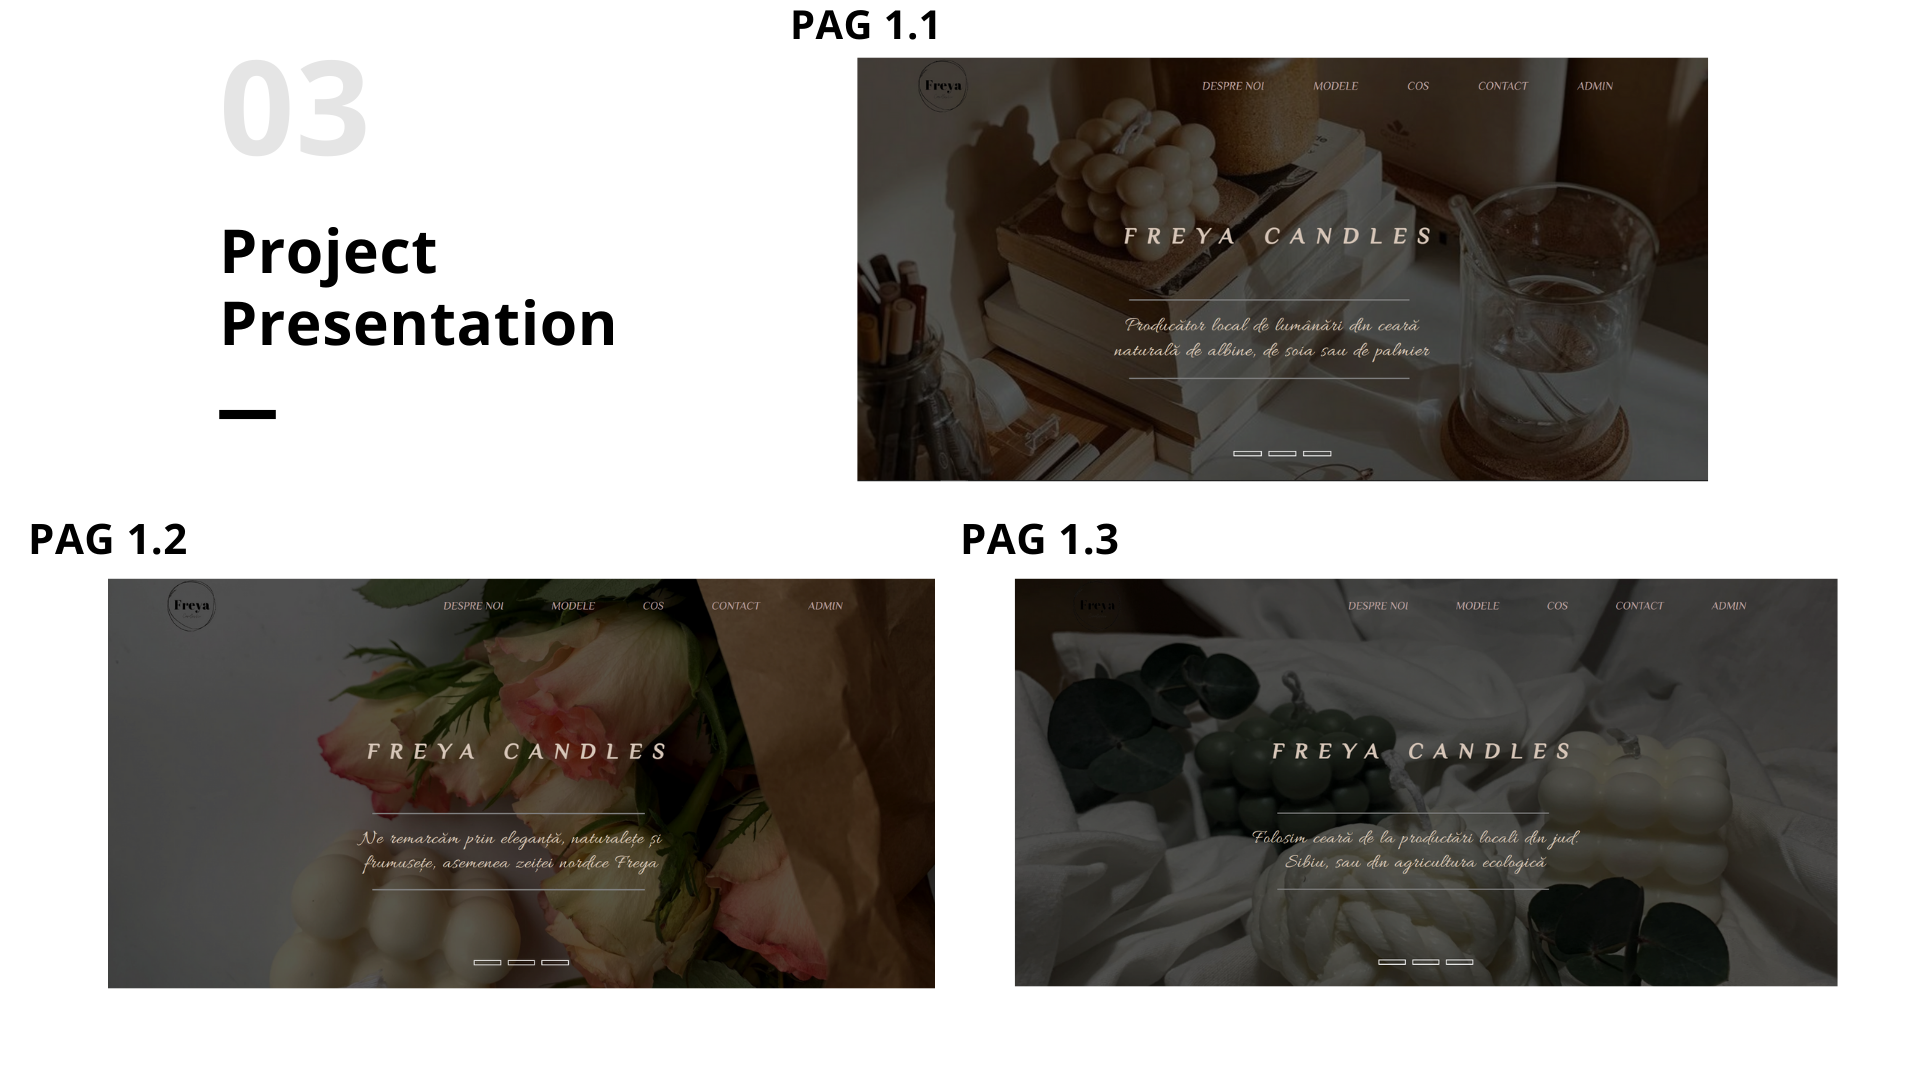 03
Project
Presentation
PAG 1.1
Freya
DESPRE NOI MODELE COS CONTACT ADMIN
FREYA CANDLES
Producător local de lumânări din ceară
naturală de albine, de soia sau de palmier
PAG 1.2
Freya
DESPRE NOI MODELE COS CONTACT ADMIN
FREYA CANDLES
Ne remarcăm prin eleganță, naturalețe și
frumusețe, asemenea zeiței nordice Freya
PAG 1.3
Freya
DESPRE NOI MODELE COS CONTACT ADMIN
FREYA CANDLES
Folosim ceară de la productări locali din jud.
Sibiu, sau din agricultura ecologică